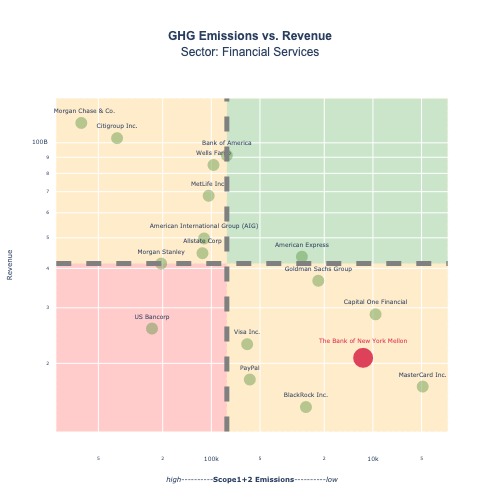 GHG Emissions vs. Revenue
Sector: Financial Services
Morgan Chase & Co.
Citigroup Inc.
100B
Bank of America
Wells Far
9
8
MetLife Inc.
7
6
American International Group (AIG)
5
Allstate Corp
American Express
Morgan Stanley
4
Goldman Sachs Group
Capital One Financial
3
US Bancorp
Visa Inc.
The Bank of New York Mellon
2
PayPal
MasterCard Inc.
BlackRock Inc.
Revenue
5
2
100k
5
2
10k
5
high----------Scope1+2 Emissions----------low